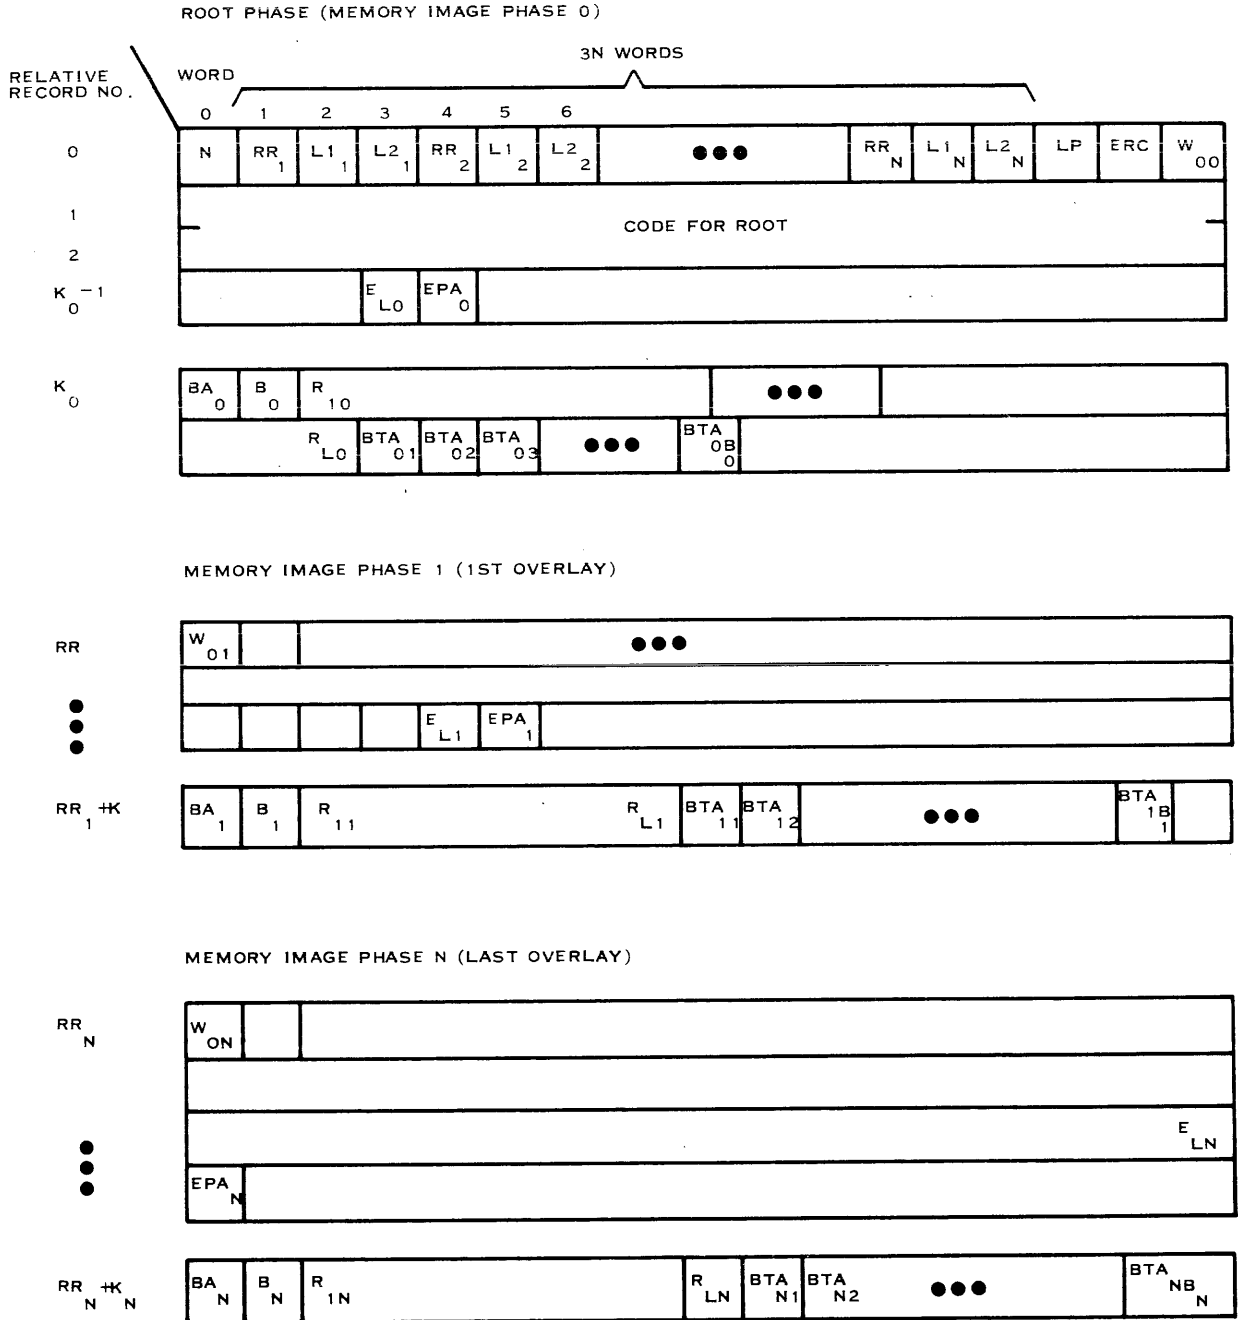 ROOT PHASE (MEMORY IMAGE PHASE 0)
3N WORDS
RELATIVE RECORD NO.
WORD
0 1 2 3 4 5 6
0 N RR1 L11 L21 RR2 L12 L22 ●●● RRN L1N L2N LP ERC W00
1
CODE FOR ROOT
2
K0-1 EL0 EPA0
K0 BA0 B0 R10 ●●●
RL0 BTA01 BTA02 BTA03 ●●● BTA0B0
MEMORY IMAGE PHASE 1 (1ST OVERLAY)
RR W01 ●●●
●●●
EL1 EPA1
RR1+K BA1 B1 R11 RL1 BTA11 BTA12 ●●● BTA1B1
MEMORY IMAGE PHASE N (LAST OVERLAY)
RRN W0N
ELN
●●●
EPAN
RRN+KN BAN BN R1N RLN BTAN1 BTAN2 ●●● BTANBN